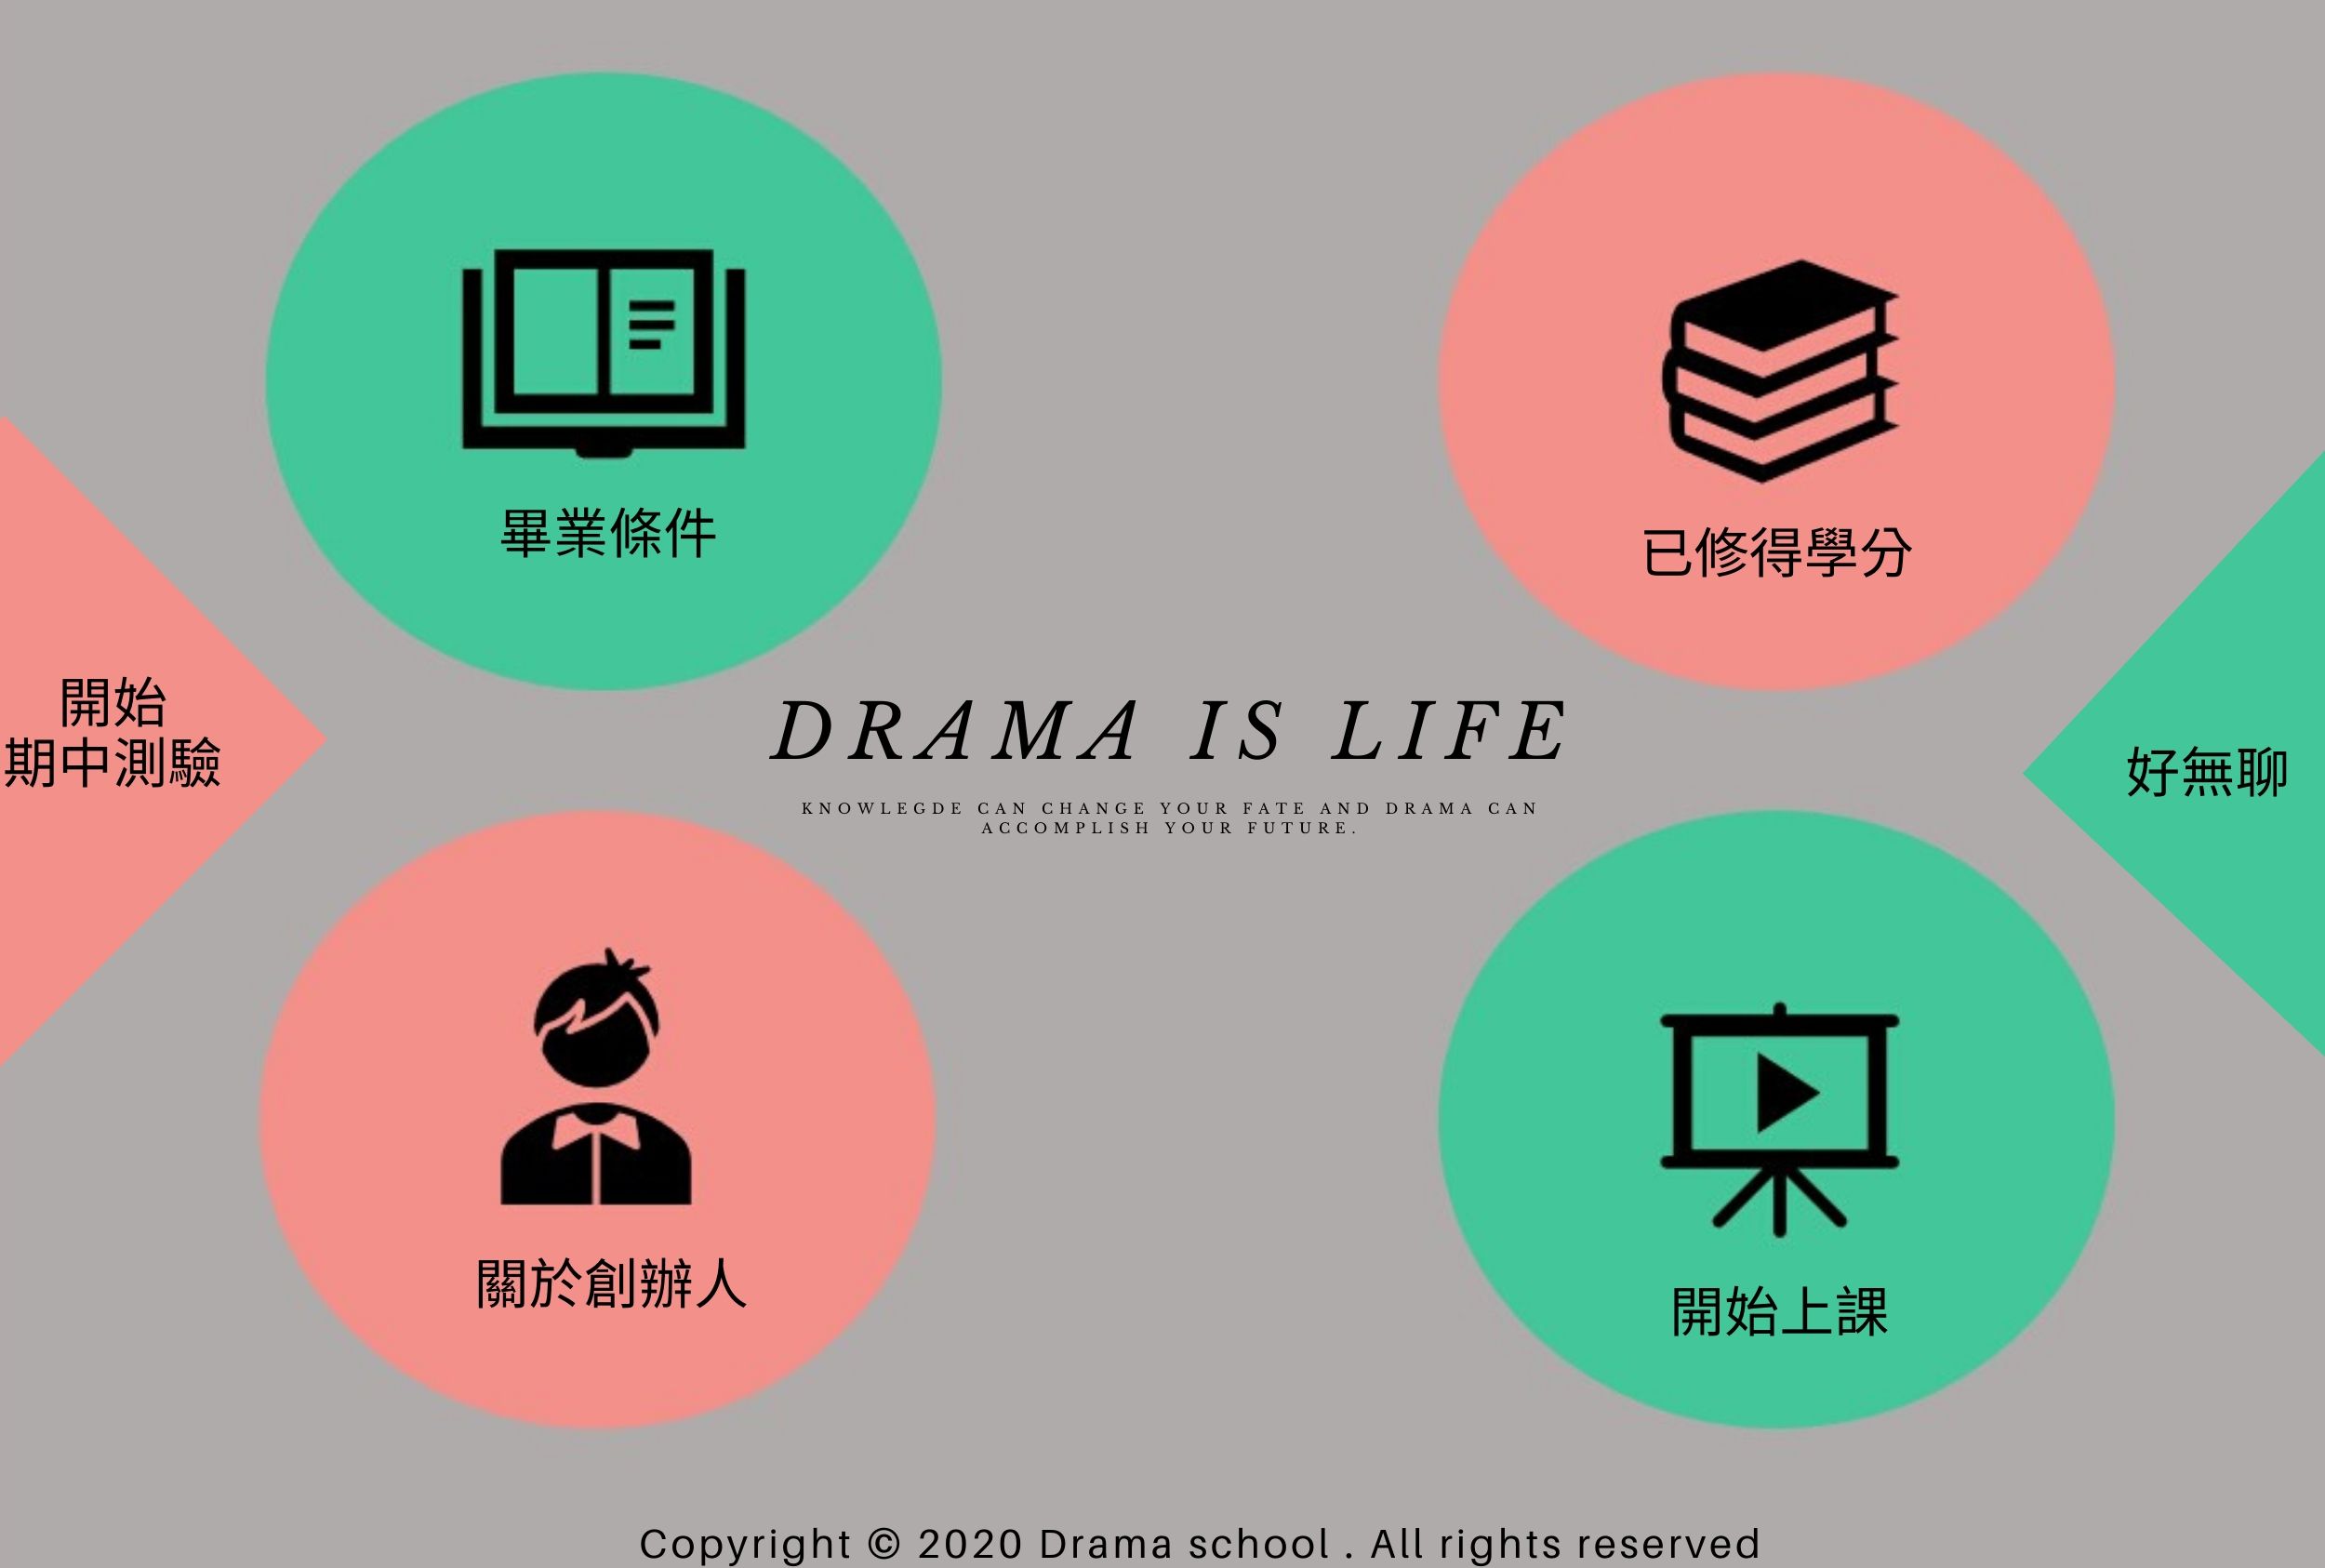 畢業條件
已修得學分
開始
期中測驗
DRAMA IS LIFE
好無聊
KNOWLEGDE CAN CHANGE YOUR FATE AND DRAMA CAN
ACCOMPLISH YOUR FUTURE.
關於創辦人
開始上課
Copyright © 2020 Drama school . All rights reserved